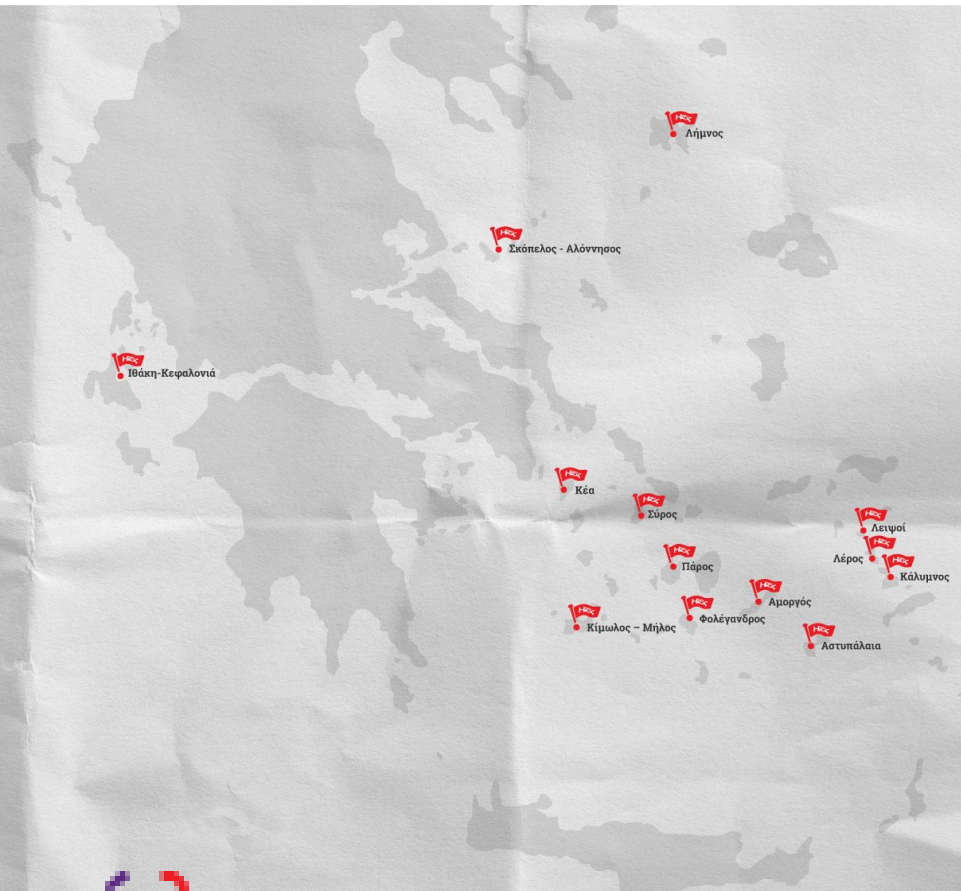 Λήμνος
Σκόπελος - Αλόννησος
Ιθάκη-Κεφαλονιά
Κέα
Σύρος
Λειψοί
Λέρος
Πάρος
Κάλυμνος
Αμοργός
Φολέγανδρος
Κίμωλος – Μήλος
Αστυπάλαια